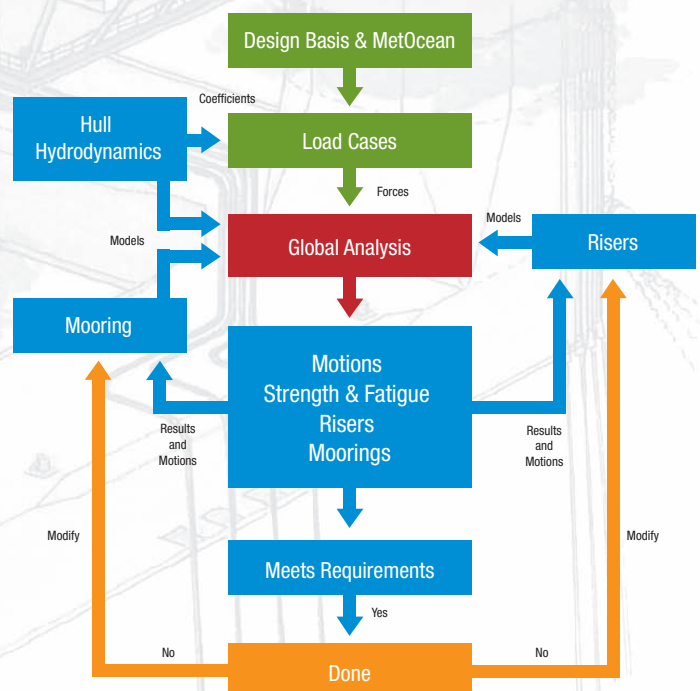 Design Basis & MetOcean
Coefficients
Hull
Hydrodynamics
Load Cases
Forces
Models
Models
Global Analysis
Risers
Mooring
Motions
Strength & Fatigue
Risers
Moorings
Results
and
Motions
Results
and
Motions
Modify
Modify
Meets Requirements
Yes
No
No
Done